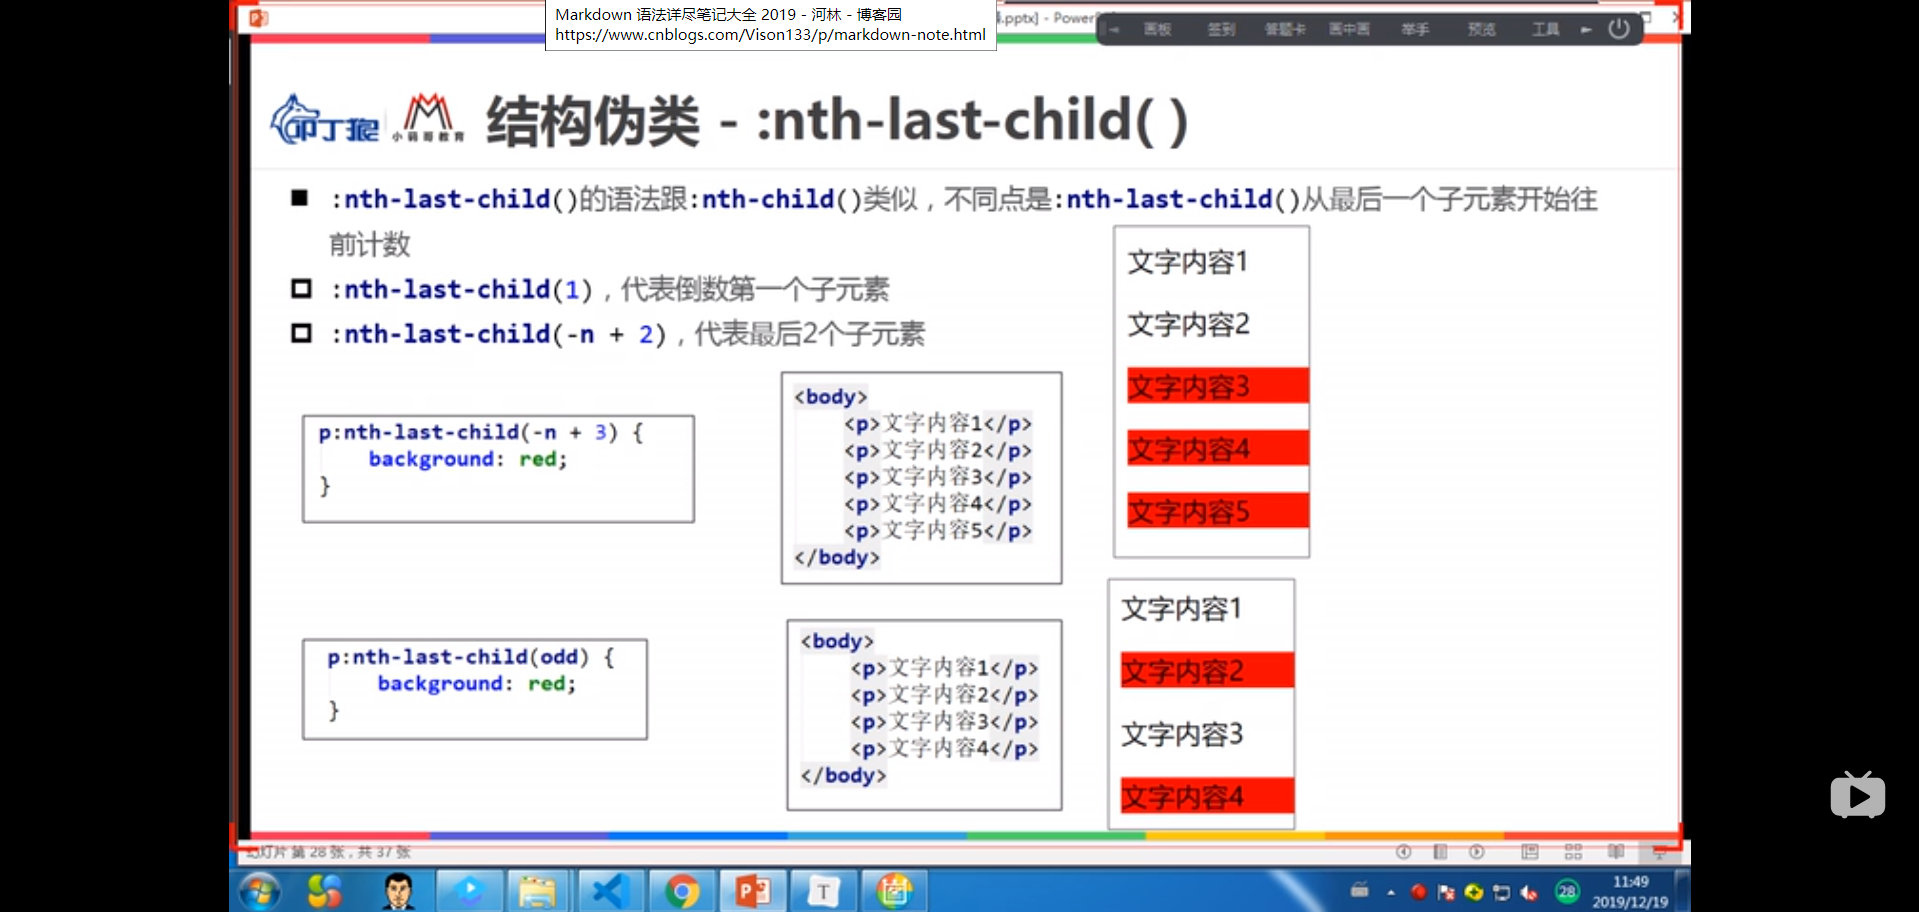 Markdown 语法详尽笔记大全 2019 - 河林 - 博客园
https://www.cnblogs.com/Vison133/p/markdown-note.html
.pptx] - Power
画板 签到 答题卡 画中画 举手 预览 工具
叩丁狼 小码哥教育
结构伪类 - :nth-last-child( )
:nth-last-child()的语法跟:nth-child()类似，不同点是:nth-last-child()从最后一个子元素开始往
前计数
:nth-last-child(1)，代表倒数第一个子元素
:nth-last-child(-n + 2)，代表最后2个子元素
p:nth-last-child(-n + 3) {
background: red;
}
<body>
<p>文字内容1</p>
<p>文字内容2</p>
<p>文字内容3</p>
<p>文字内容4</p>
<p>文字内容5</p>
</body>
文字内容1
文字内容2
文字内容3
文字内容4
文字内容5
p:nth-last-child(odd) {
background: red;
}
<body>
<p>文字内容1</p>
<p>文字内容2</p>
<p>文字内容3</p>
<p>文字内容4</p>
</body>
文字内容1
文字内容2
文字内容3
文字内容4
幻灯片 第 28 张，共 37 张
T
28
11:49
2019/12/19